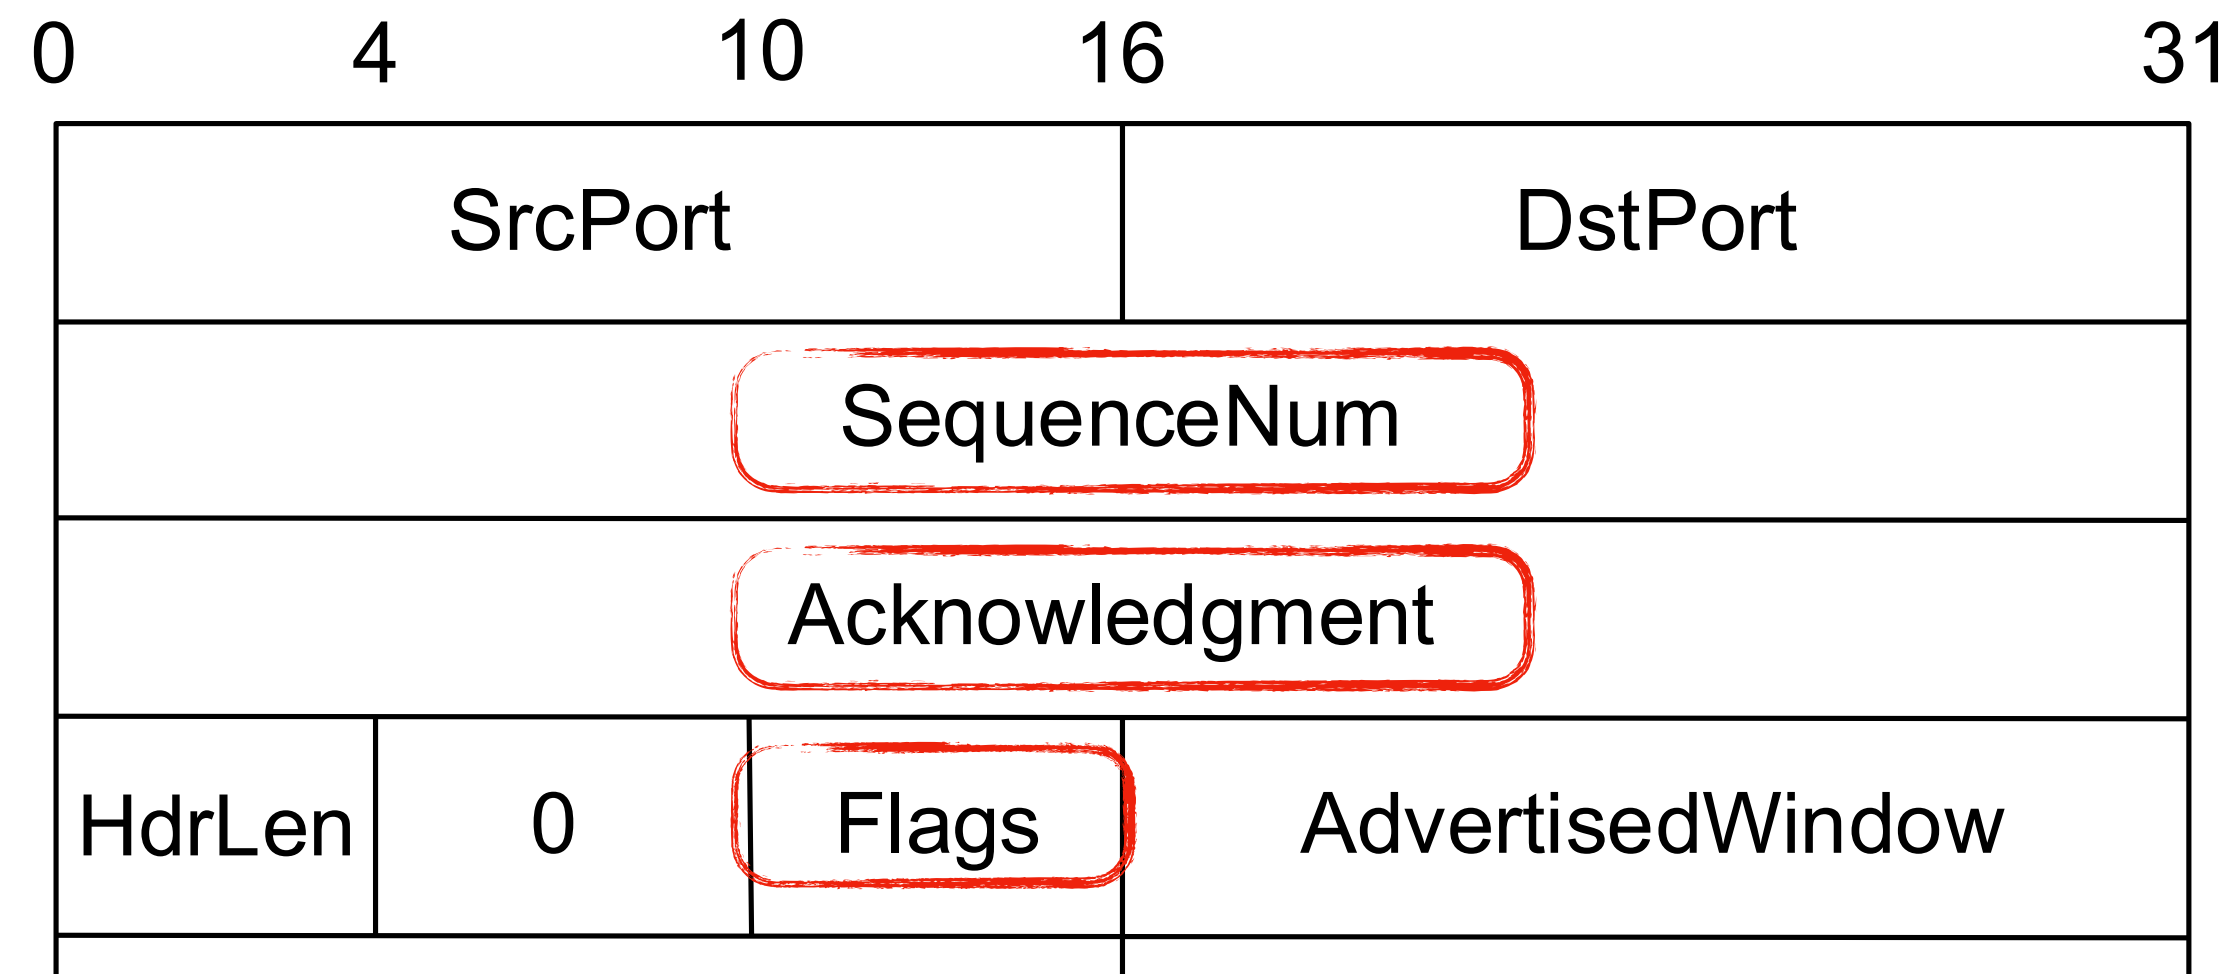 0 4 10 16 31
SrcPort DstPort
SequenceNum
Acknowledgment
HdrLen 0 Flags AdvertisedWindow